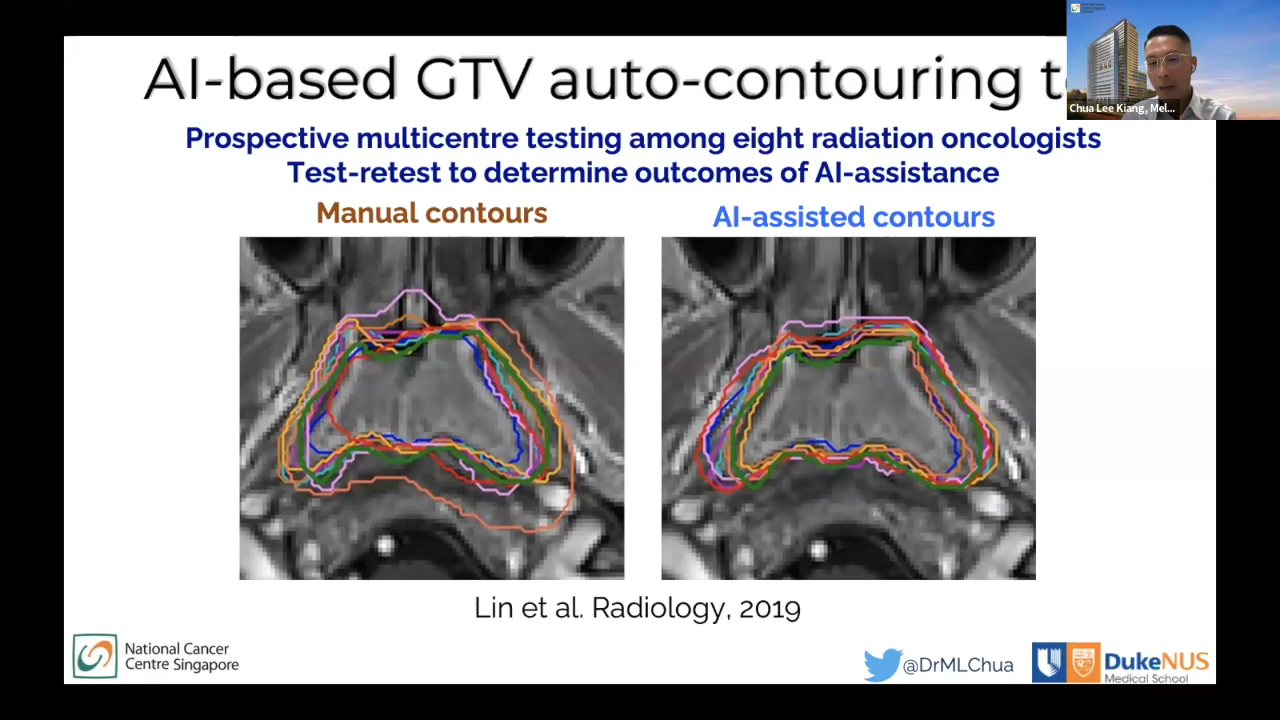 AI-based GTV auto-contouring
Chua Lee Kiang, Mel...
Prospective multicentre testing among eight radiation oncologists
Test-retest to determine outcomes of AI-assistance
Manual contours
AI-assisted contours
Lin et al. Radiology, 2019
National Cancer
Centre Singapore
@DrMLChua
DukeNUS
Medical School